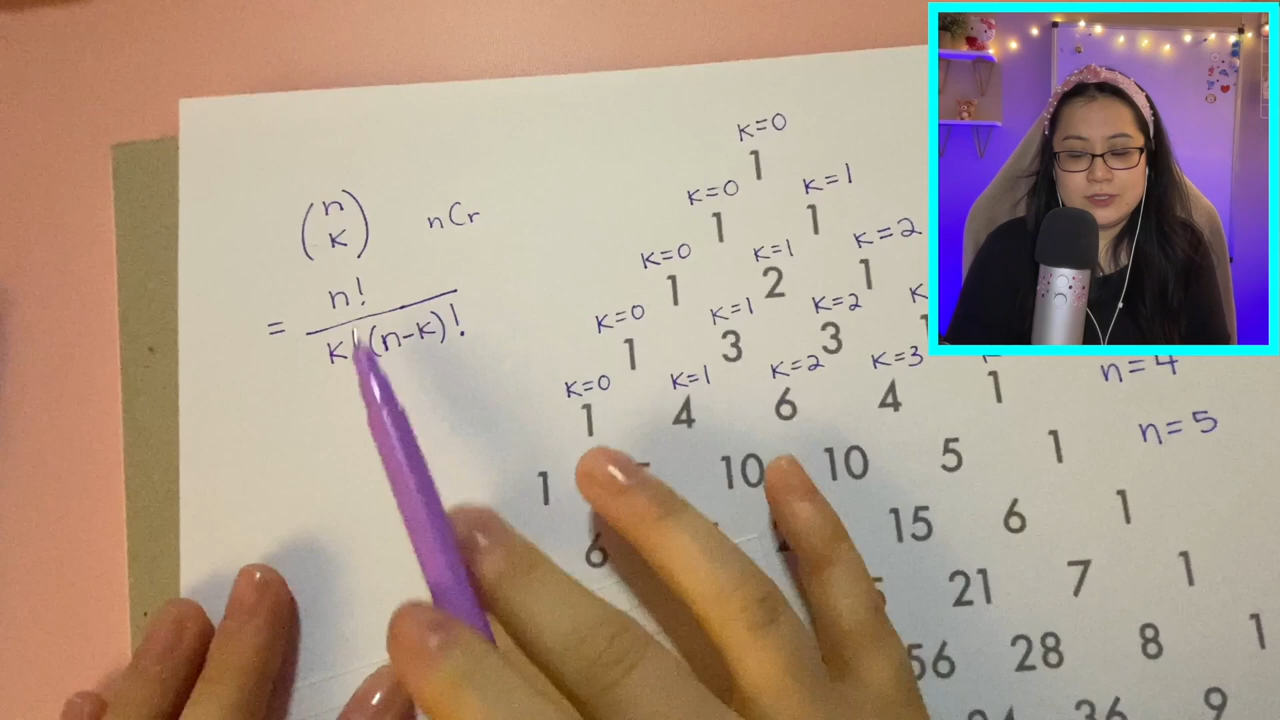 (n k) nCr
= n! / k!(n-k)!
k=0
1
k=0 k=1
1 1
k=0 k=1 k=2
1 2 1
k=0 k=1 k=2 k
1 3 3
k=0 k=1 k=2 k=3
1 4 6 4 1 n=4
1 10 10 5 1 n=5
6 15 6 1
21 7 1
56 28 8 1
36 9